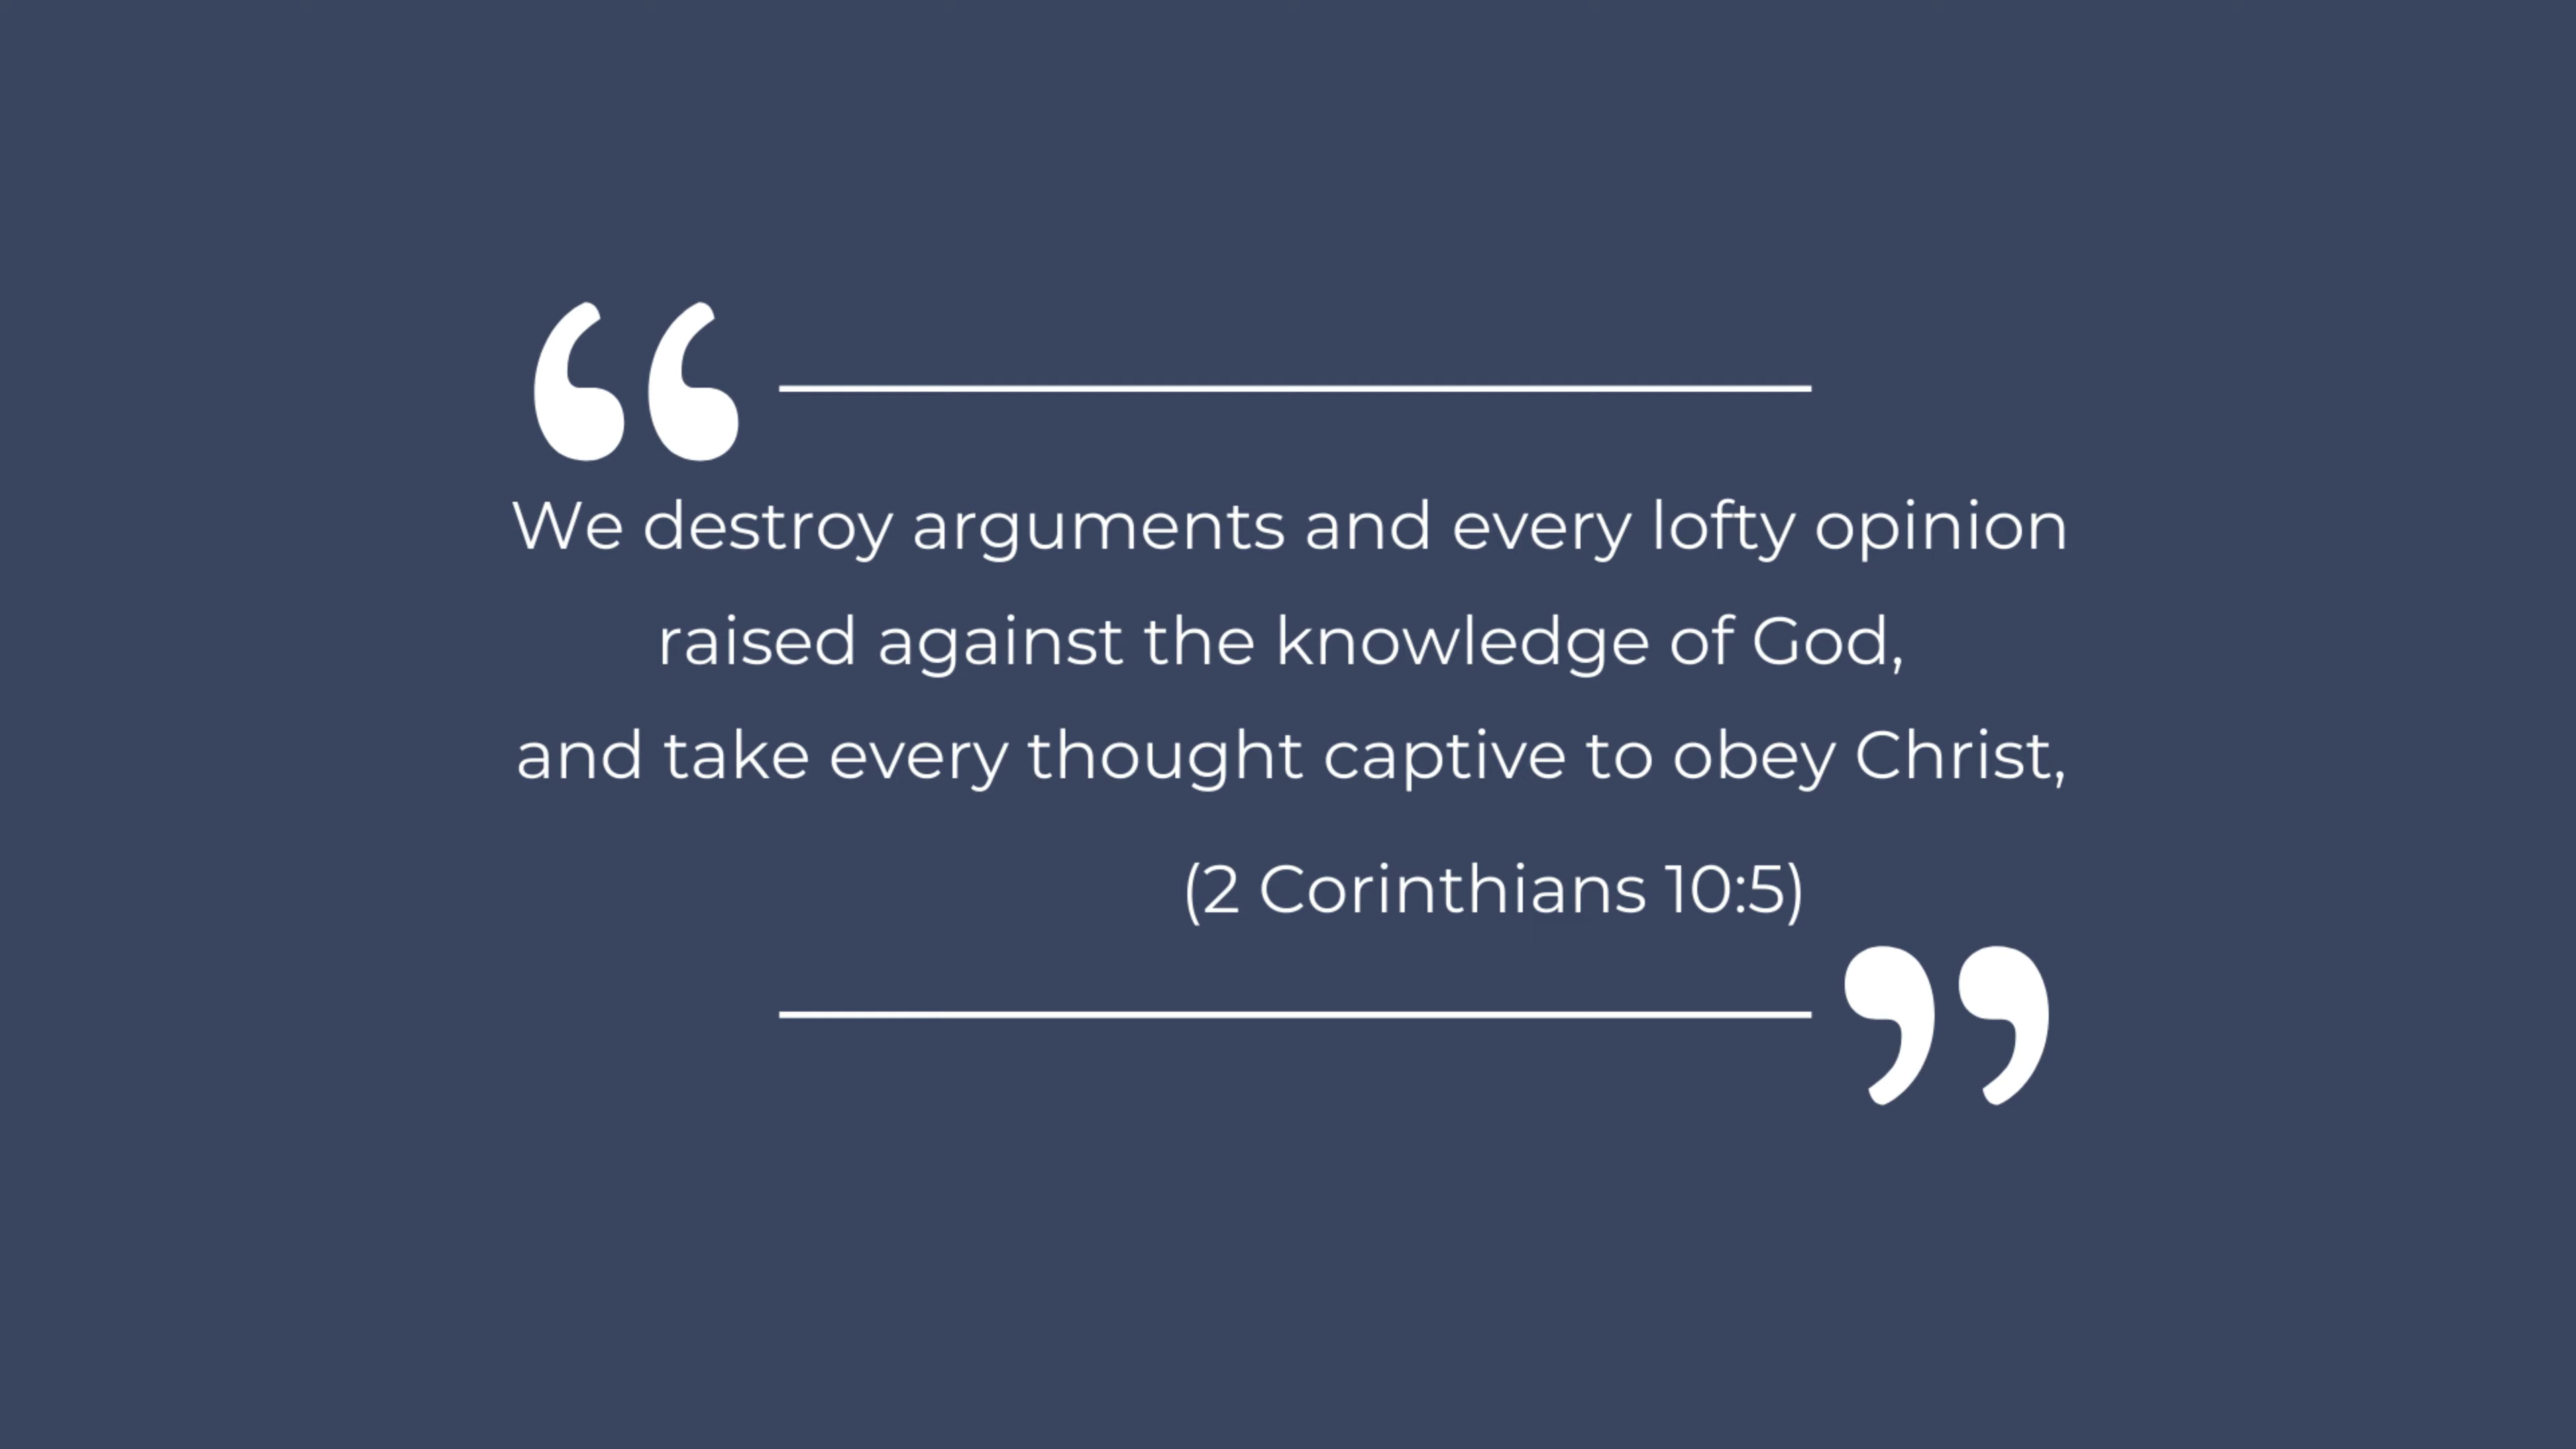 “
We destroy arguments and every lofty opinion
raised against the knowledge of God,
and take every thought captive to obey Christ,
(2 Corinthians 10:5)
”